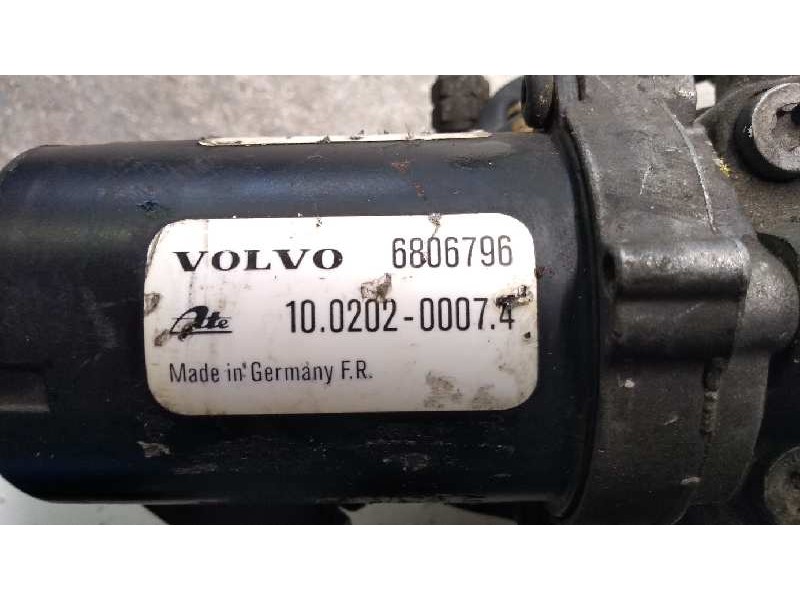 VOLVO 6806796
Ate 10.0202-0007.4
Made in Germany F.R.